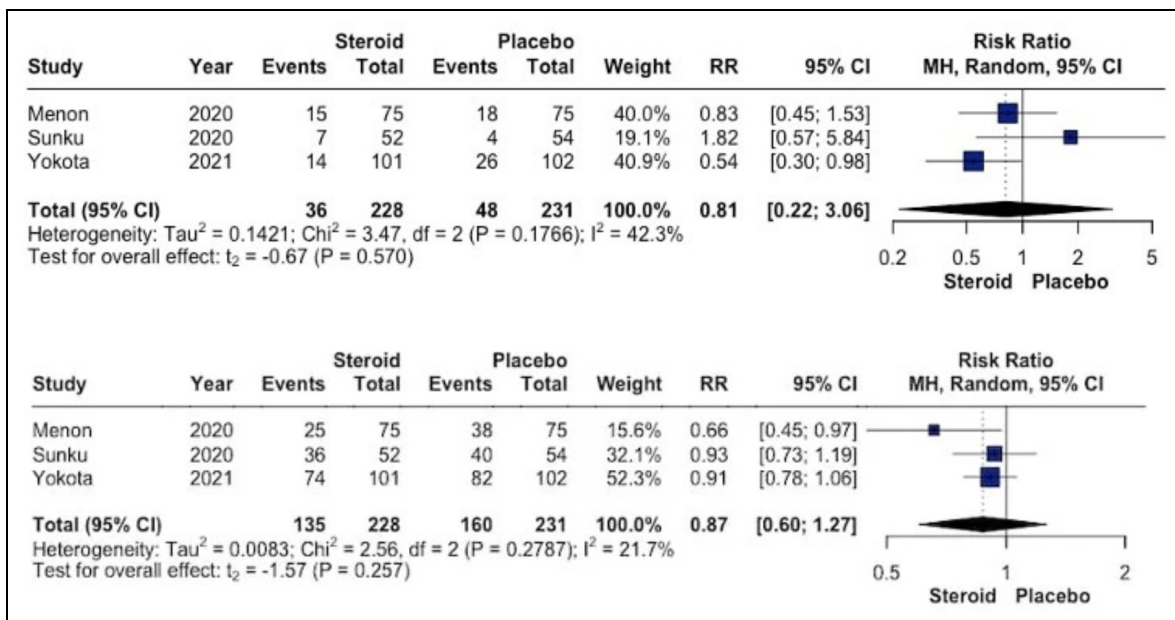 Steroid Placebo Risk Ratio
Study Year Events Total Events Total Weight RR 95% CI MH, Random, 95% CI
Menon 2020 15 75 18 75 40.0% 0.83 [0.45; 1.53]
Sunku 2020 7 52 4 54 19.1% 1.82 [0.57; 5.84]
Yokota 2021 14 101 26 102 40.9% 0.54 [0.30; 0.98]
Total (95% CI) 36 228 48 231 100.0% 0.81 [0.22; 3.06]
Heterogeneity: Tau² = 0.1421; Chi² = 3.47, df = 2 (P = 0.1766); I² = 42.3%
Test for overall effect: t₂ = -0.67 (P = 0.570)
0.2 0.5 1 2 5
Steroid Placebo
Steroid Placebo Risk Ratio
Study Year Events Total Events Total Weight RR 95% CI MH, Random, 95% CI
Menon 2020 25 75 38 75 15.6% 0.66 [0.45; 0.97]
Sunku 2020 36 52 40 54 32.1% 0.93 [0.73; 1.19]
Yokota 2021 74 101 82 102 52.3% 0.91 [0.78; 1.06]
Total (95% CI) 135 228 160 231 100.0% 0.87 [0.60; 1.27]
Heterogeneity: Tau² = 0.0083; Chi² = 2.56, df = 2 (P = 0.2787); I² = 21.7%
Test for overall effect: t₂ = -1.57 (P = 0.257)
0.5 1 2
Steroid Placebo